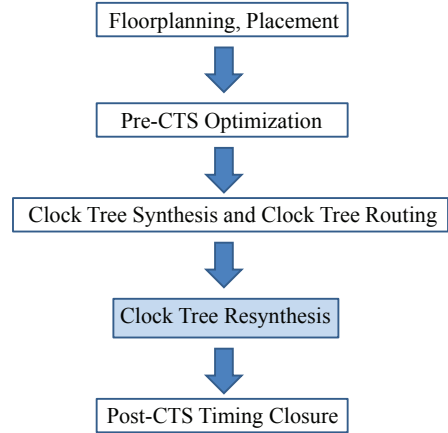 Floorplanning, Placement
Pre-CTS Optimization
Clock Tree Synthesis and Clock Tree Routing
Clock Tree Resynthesis
Post-CTS Timing Closure